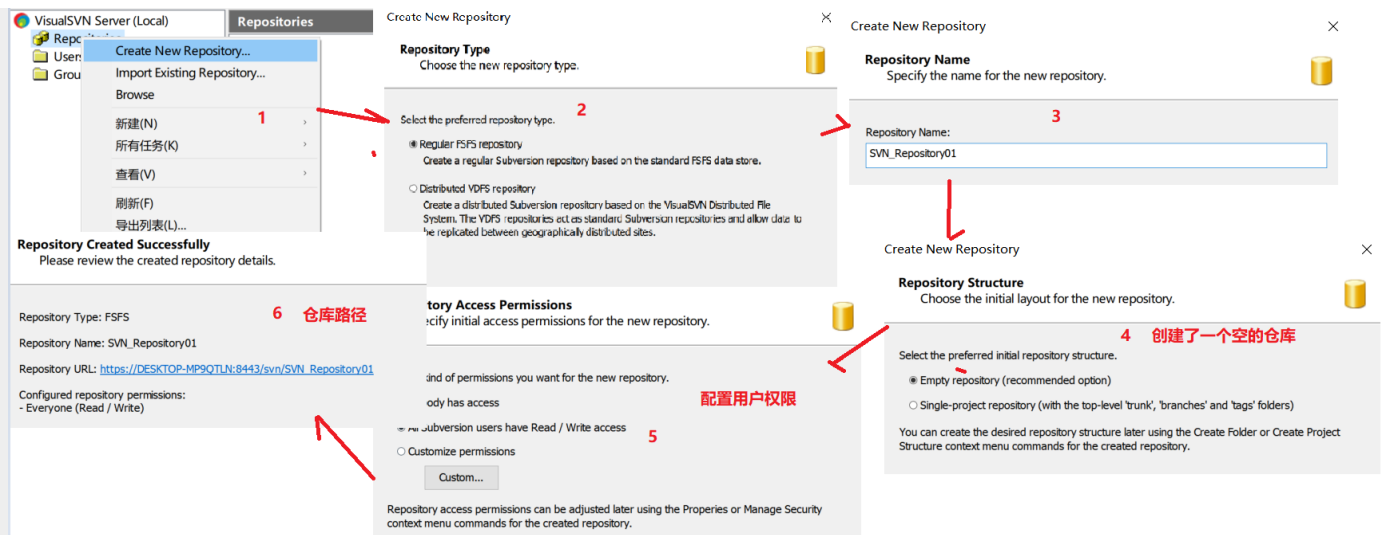 VisualSVN Server (Local)
Repositories
Users
Grou
Repositories
Create New Repository...
Import Existing Repository...
Browse
新建(N)
所有任务(K)
查看(V)
刷新(F)
导出列表(L)...
1
Create New Repository
Repository Type
Choose the new repository type.
2
Select the preferred repository type.
Regular FSFS repository
Create a regular Subversion repository based on the standard FSFS data store.
Distributed VDFS repository
Create a distributed Subversion repository based on the VisualSVN Distributed File
System. The VDFS repositories act as standard Subversion repositories and allow data to
be replicated between geographically distributed sites.
Create New Repository
Repository Name
Specify the name for the new repository.
3
Repository Name:
SVN_Repository01
Create New Repository
Repository Structure
Choose the initial layout for the new repository.
4 创建了一个空的仓库
Select the preferred initial repository structure.
Empty repository (recommended option)
Single-project repository (with the top-level 'trunk', 'branches' and 'tags' folders)
You can create the desired repository structure later using the Create Folder or Create Project
Structure context menu commands for the created repository.
tory Access Permissions
ecify initial access permissions for the new repository.
kind of permissions you want for the new repository.
配置用户权限
ody has access
All Subversion users have Read / Write access
5
Customize permissions
Custom...
Repository access permissions can be adjusted later using the Properies or Manage Security
context menu commands for the created repository.
Repository Created Successfully
Please review the created repository details.
6 仓库路径
Repository Type: FSFS
Repository Name: SVN_Repository01
Repository URL: https://DESKTOP-MP9QTLN:8443/svn/SVN_Repository01
Configured repository permissions:
- Everyone (Read / Write)